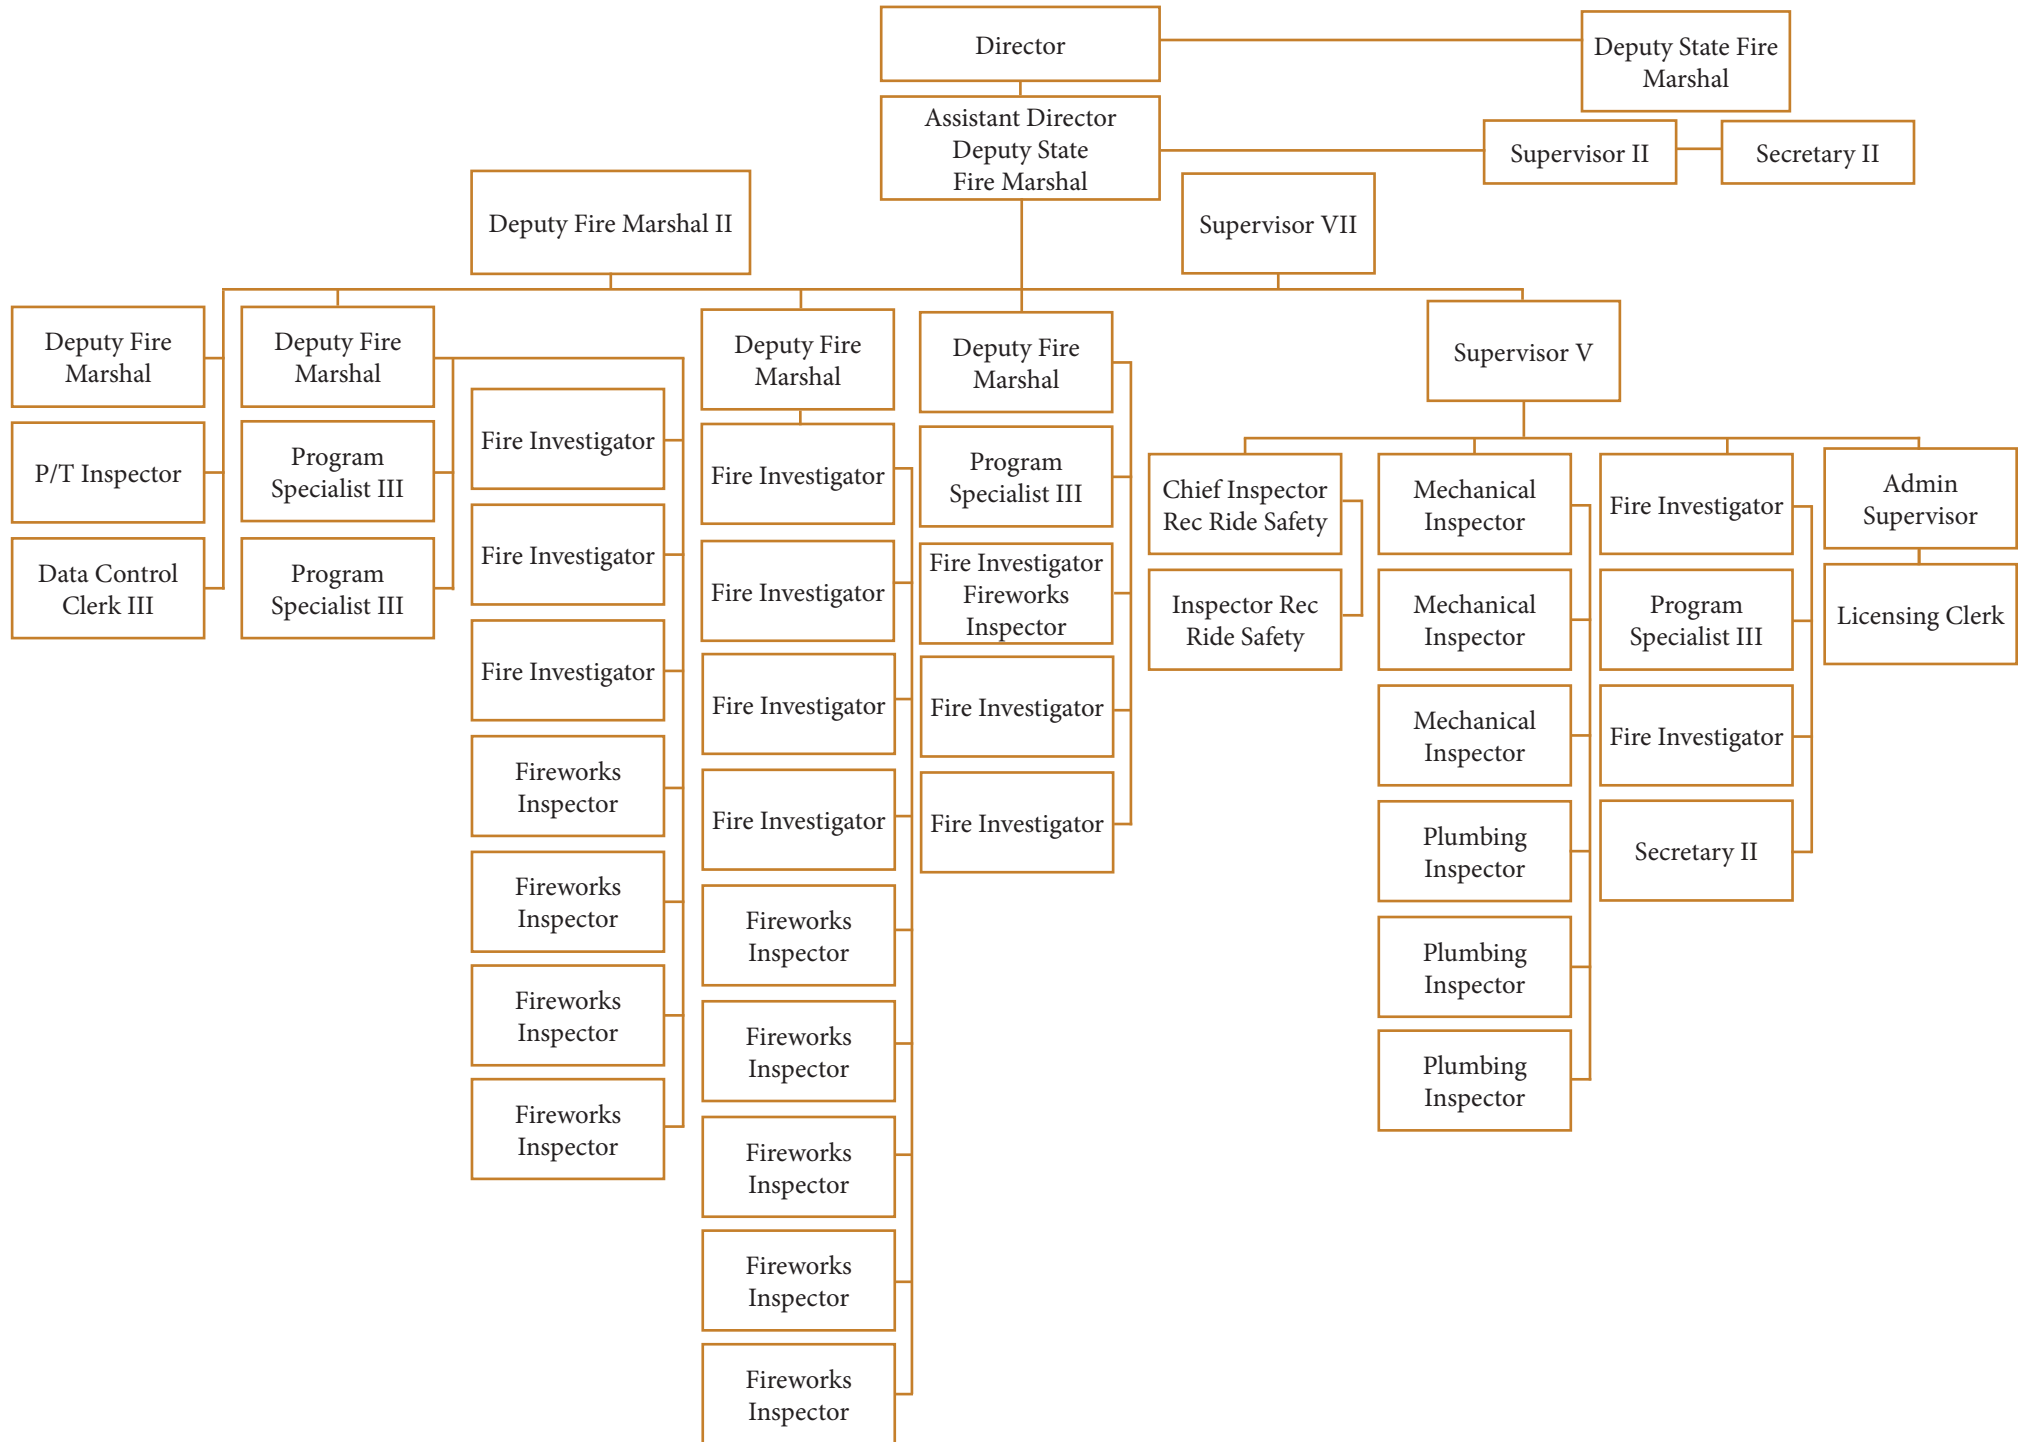 Director
Deputy State Fire
Marshal
Assistant Director
Deputy State
Fire Marshal
Supervisor II
Secretary II
Deputy Fire Marshal II
Supervisor VII
Deputy Fire
Marshal
P/T Inspector
Data Control
Clerk III
Deputy Fire
Marshal
Program
Specialist III
Program
Specialist III
Fire Investigator
Fire Investigator
Fire Investigator
Fireworks
Inspector
Fireworks
Inspector
Fireworks
Inspector
Fireworks
Inspector
Deputy Fire
Marshal
Fire Investigator
Fire Investigator
Fire Investigator
Fire Investigator
Fireworks
Inspector
Fireworks
Inspector
Fireworks
Inspector
Fireworks
Inspector
Fireworks
Inspector
Deputy Fire
Marshal
Program
Specialist III
Fire Investigator
Fireworks
Inspector
Fire Investigator
Fire Investigator
Supervisor V
Chief Inspector
Rec Ride Safety
Inspector Rec
Ride Safety
Mechanical
Inspector
Mechanical
Inspector
Mechanical
Inspector
Plumbing
Inspector
Plumbing
Inspector
Plumbing
Inspector
Fire Investigator
Program
Specialist III
Fire Investigator
Secretary II
Admin
Supervisor
Licensing Clerk